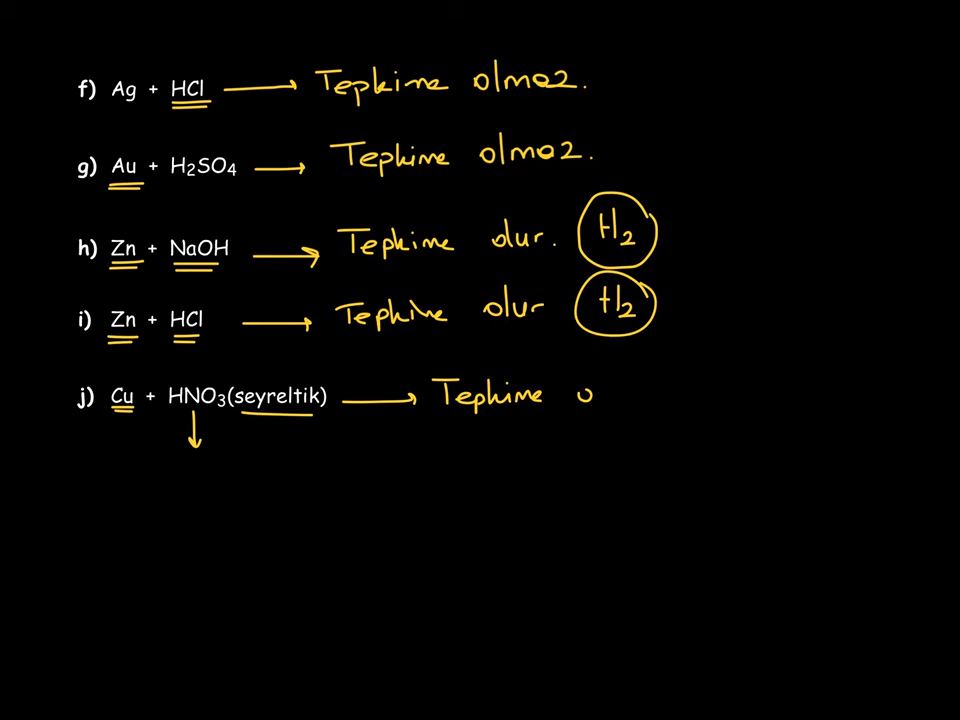 f) Ag + HCl → Tepkime olmaz.
g) Au + H₂SO₄ → Tepkime olmaz.
h) Zn + NaOH → Tepkime olur. H₂
i) Zn + HCl → Tepkime olur H₂
j) Cu + HNO₃(seyreltik) → Tepkime o